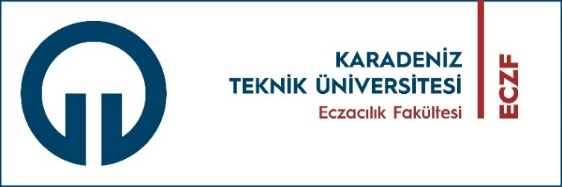 KARADENİZ
TEKNİK ÜNİVERSİTESİ
Eczacılık Fakültesi
ECZF